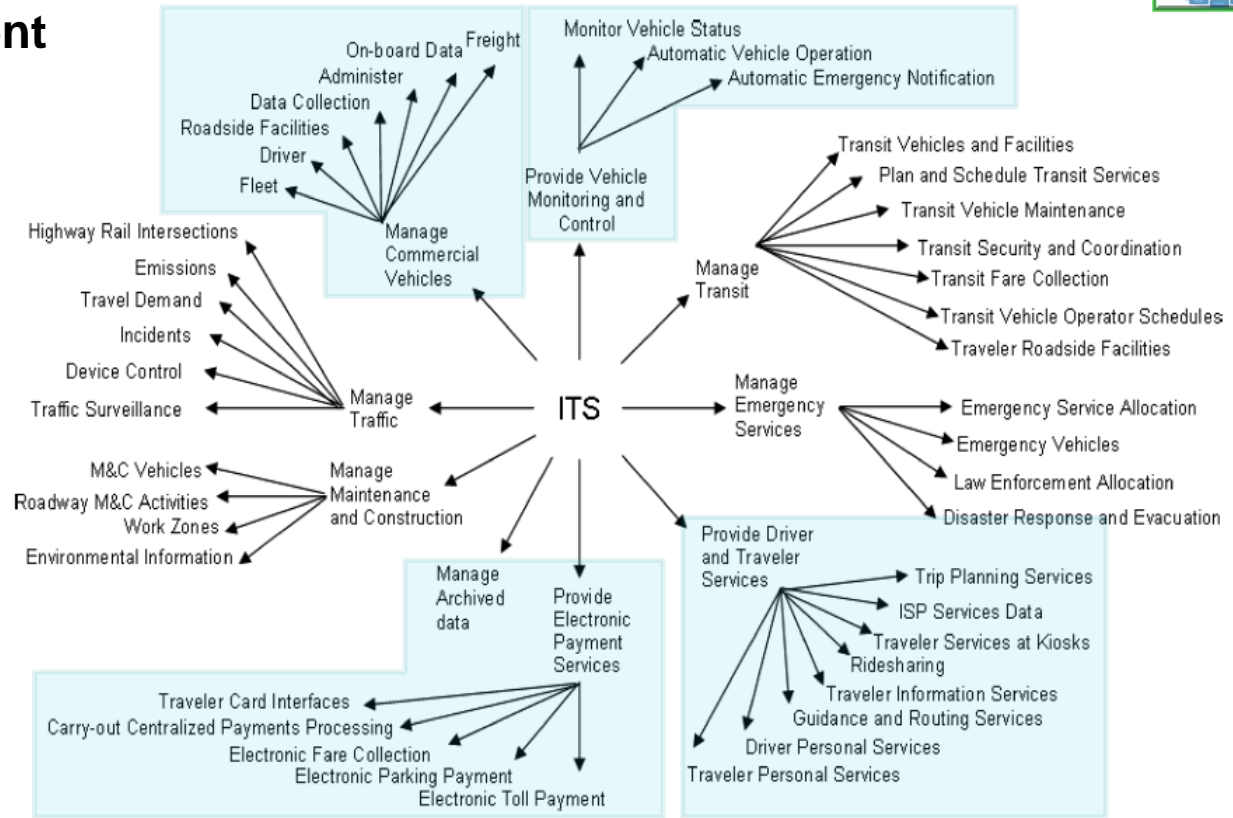 nt
Freight
On-board Data
Administer
Data Collection
Roadside Facilities
Driver
Fleet
Manage
Commercial
Vehicles
Monitor Vehicle Status
Automatic Vehicle Operation
Automatic Emergency Notification
Provide Vehicle
Monitoring and
Control
Transit Vehicles and Facilities
Plan and Schedule Transit Services
Transit Vehicle Maintenance
Transit Security and Coordination
Transit Fare Collection
Transit Vehicle Operator Schedules
Traveler Roadside Facilities
Manage
Transit
Highway Rail Intersections
Emissions
Travel Demand
Incidents
Device Control
Traffic Surveillance
Manage
Traffic
ITS
Manage
Emergency
Services
Emergency Service Allocation
Emergency Vehicles
Law Enforcement Allocation
Disaster Response and Evacuation
M&C Vehicles
Roadway M&C Activities
Work Zones
Environmental Information
Manage
Maintenance
and Construction
Manage
Archived
data
Provide
Electronic
Payment
Services
Traveler Card Interfaces
Carry-out Centralized Payments Processing
Electronic Fare Collection
Electronic Parking Payment
Electronic Toll Payment
Provide Driver
and Traveler
Services
Trip Planning Services
ISP Services Data
Traveler Services at Kiosks
Ridesharing
Traveler Information Services
Guidance and Routing Services
Driver Personal Services
Traveler Personal Services